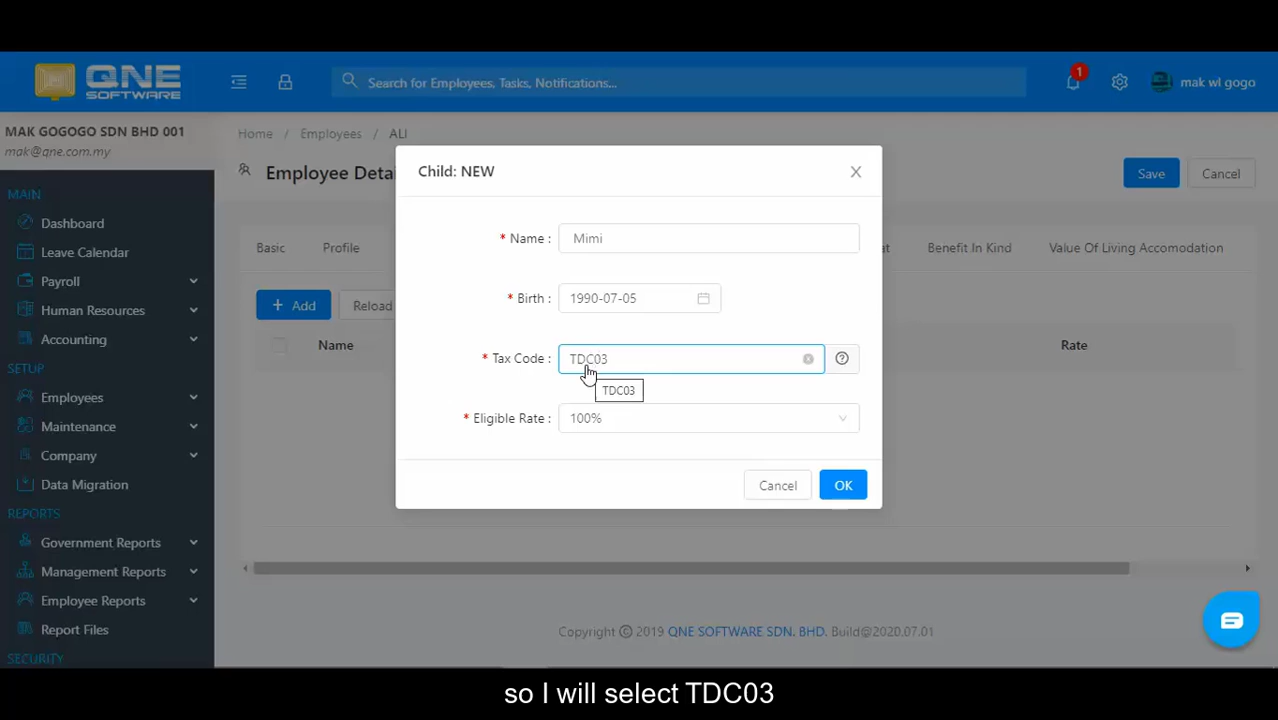 QNE
SOFTWARE
Search for Employees, Tasks, Notifications...
1
mak wl gogo
MAK GOGOGO SDN BHD 001
mak@qne.com.my
Home / Employees / ALI
Employee Detai
Save
Cancel
MAIN
Dashboard
Leave Calendar
Payroll
Human Resources
Accounting
SETUP
Employees
Maintenance
Company
Data Migration
REPORTS
Government Reports
Management Reports
Employee Reports
Report Files
SECURITY
Basic
Profile
at
Benefit In Kind
Value Of Living Accomodation
+ Add
Reload
Name
Rate
Child: NEW
* Name : Mimi
* Birth : 1990-07-05
* Tax Code : TDC03
TDC03
* Eligible Rate : 100%
Cancel
OK
Copyright © 2019 QNE SOFTWARE SDN. BHD. Build@2020.07.01
so I will select TDC03